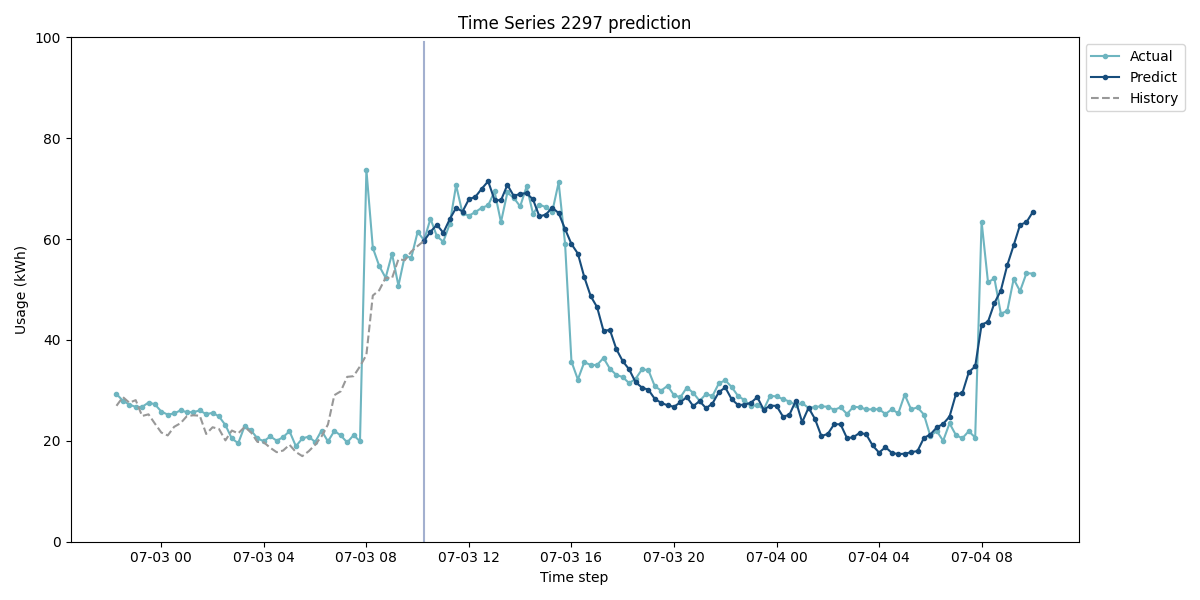 Time Series 2297 prediction
100
80
60
40
20
0
Usage (kWh)
07-03 00
07-03 04
07-03 08
07-03 12
07-03 16
07-03 20
07-04 00
07-04 04
07-04 08
Time step
Actual
Predict
History